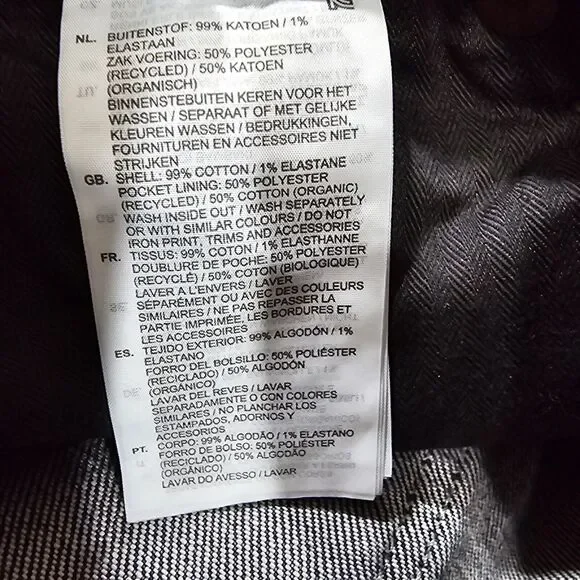 NL. BUITENSTOF: 99% KATOEN / 1%
ELASTAAN
ZAK VOERING: 50% POLYESTER
(RECYCLED) / 50% KATOEN
(ORGANISCH)
BINNENSTEBUITEN KEREN VOOR HET
WASSEN / SEPARAAT OF MET GELIJKE
KLEUREN WASSEN / BEDRUKKINGEN,
FOURNITUREN EN ACCESSOIRES NIET
STRIJKEN
GB. SHELL: 99% COTTON / 1% ELASTANE
POCKET LINING: 50% POLYESTER
(RECYCLED) / 50% COTTON (ORGANIC)
WASH INSIDE OUT / WASH SEPARATELY
OR WITH SIMILAR COLOURS / DO NOT
IRON PRINT, TRIMS AND ACCESSORIES
FR. TISSUS: 99% COTON / 1% ELASTHANNE
DOUBLURE DE POCHE: 50% POLYESTER
(RECYCLÉ) / 50% COTON (BIOLOGIQUE)
LAVER A L'ENVERS / LAVER
SÉPARÉMENT OU AVEC DES COULEURS
SIMILAIRES / NE PAS REPASSER LA
PARTIE IMPRIMÉE, LES BORDURES ET
LES ACCESSOIRES
ES. TEJIDO EXTERIOR: 99% ALGODÓN / 1%
ELASTANO
FORRO DEL BOLSILLO: 50% POLIÉSTER
(RECICLADO) / 50% ALGODÓN
(ORGÁNICO)
LAVAR DEL REVES / LAVAR
SEPARADAMENTE O CON COLORES
SIMILARES / NO PLANCHAR LOS
ESTAMPADOS, ADORNOS Y
ACCESORIOS
PT. CORPO: 99% ALGODÃO / 1% ELASTANO
FORRO DE BOLSO: 50% POLIÉSTER
(RECICLADO) / 50% ALGODÃO
(ORGÂNICO)
LAVAR DO AVESSO / LAVAR